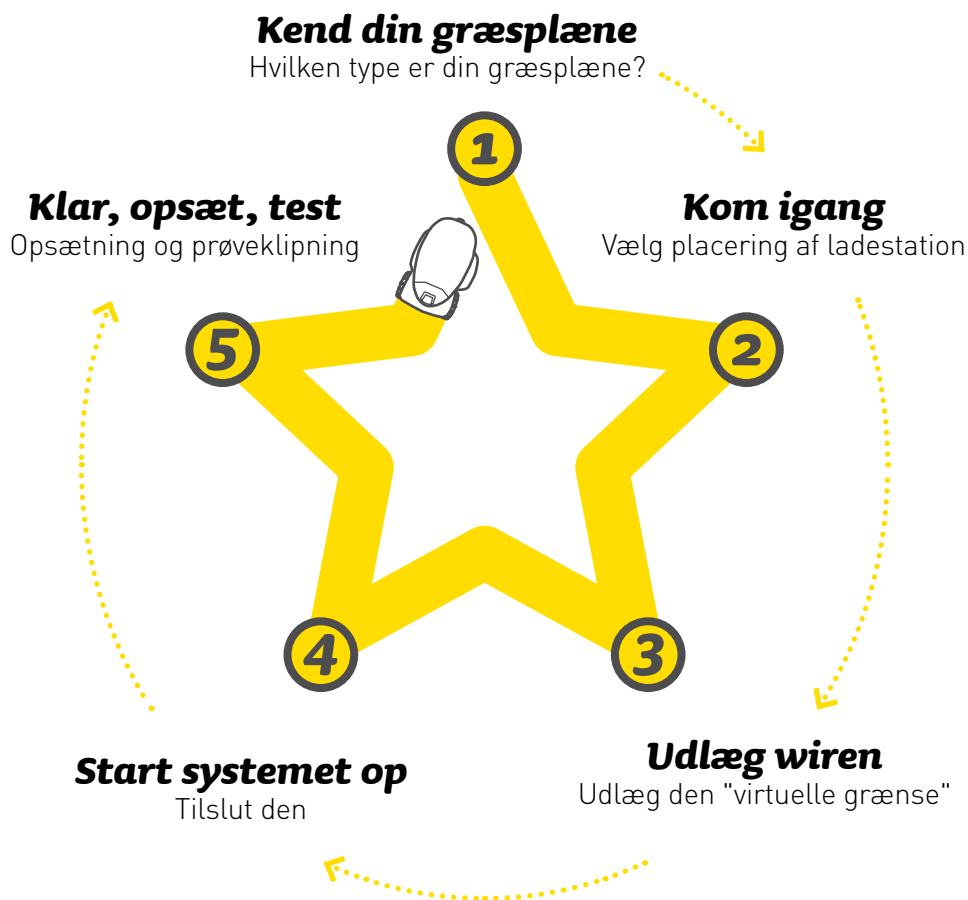 Kend din græsplæne
Hvilken type er din græsplæne?
1
Kom igang
Vælg placering af ladestation
2
Udlæg wiren
Udlæg den "virtuelle grænse"
3
Start systemet op
Tilslut den
4
Klar, opsæt, test
Opsætning og prøveklipning
5